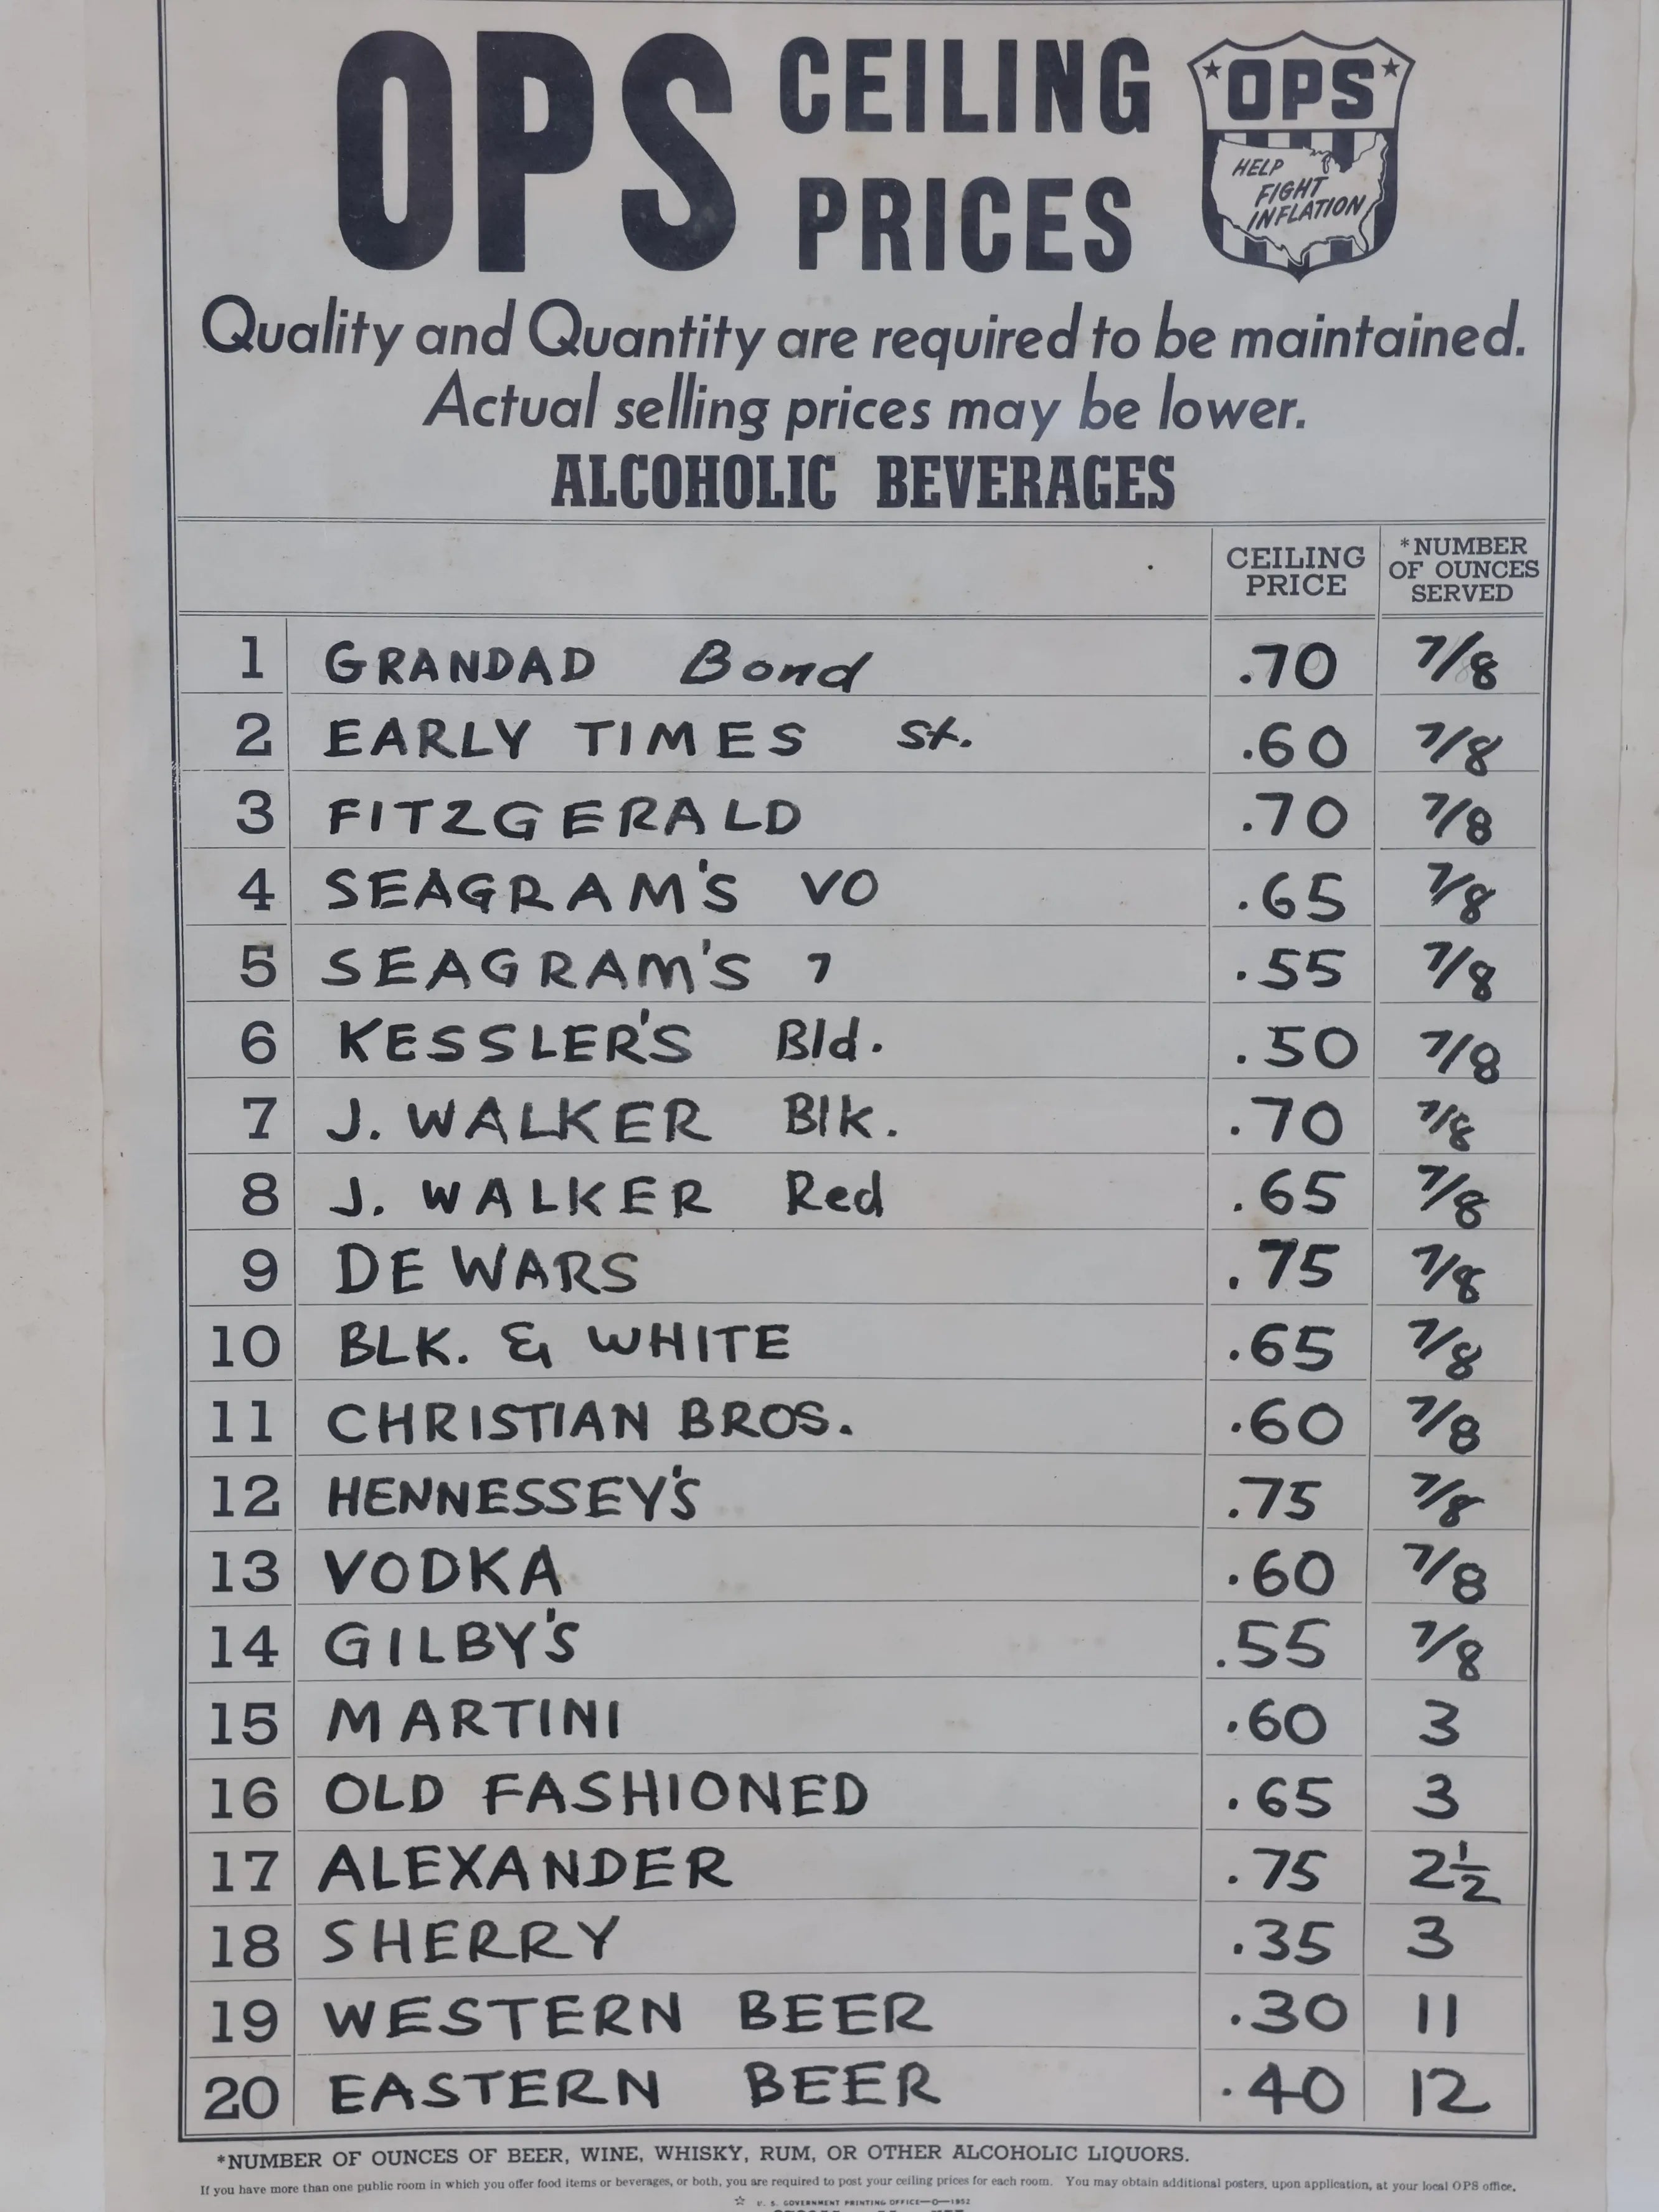 OPS CEILING PRICES
★ OPS ★
HELP
FIGHT
INFLATION
Quality and Quantity are required to be maintained.
Actual selling prices may be lower.
ALCOHOLIC BEVERAGES
CEILING PRICE *NUMBER OF OUNCES SERVED
1 GRANDAD Bond .70 7/8
2 EARLY TIMES St. .60 7/8
3 FITZGERALD .70 7/8
4 SEAGRAM'S VO .65 7/8
5 SEAGRAM'S 7 .55 7/8
6 KESSLER'S Bld. .50 7/8
7 J. WALKER Blk. .70 7/8
8 J. WALKER Red .65 7/8
9 DE WARS .75 7/8
10 BLK. & WHITE .65 7/8
11 CHRISTIAN BROS. .60 7/8
12 HENNESSEY'S .75 7/8
13 VODKA .60 7/8
14 GILBY'S .55 7/8
15 MARTINI .60 3
16 OLD FASHIONED .65 3
17 ALEXANDER .75 2½
18 SHERRY .35 3
19 WESTERN BEER .30 11
20 EASTERN BEER .40 12
*NUMBER OF OUNCES OF BEER, WINE, WHISKY, RUM, OR OTHER ALCOHOLIC LIQUORS.
If you have more than one public room in which you offer food items or beverages, or both, you are required to post your ceiling prices for each room. You may obtain additional posters, upon application, at your local OPS office.
☆ U. S. GOVERNMENT PRINTING OFFICE—O—1952